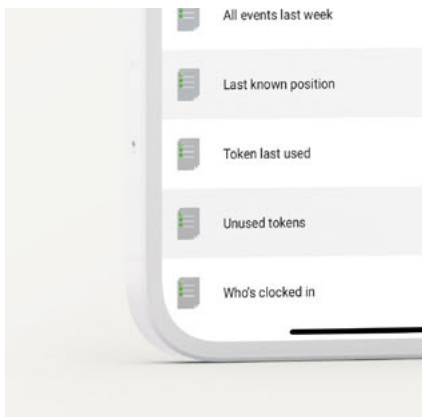 All events last week
Last known position
Token last used
Unused tokens
Who's clocked in